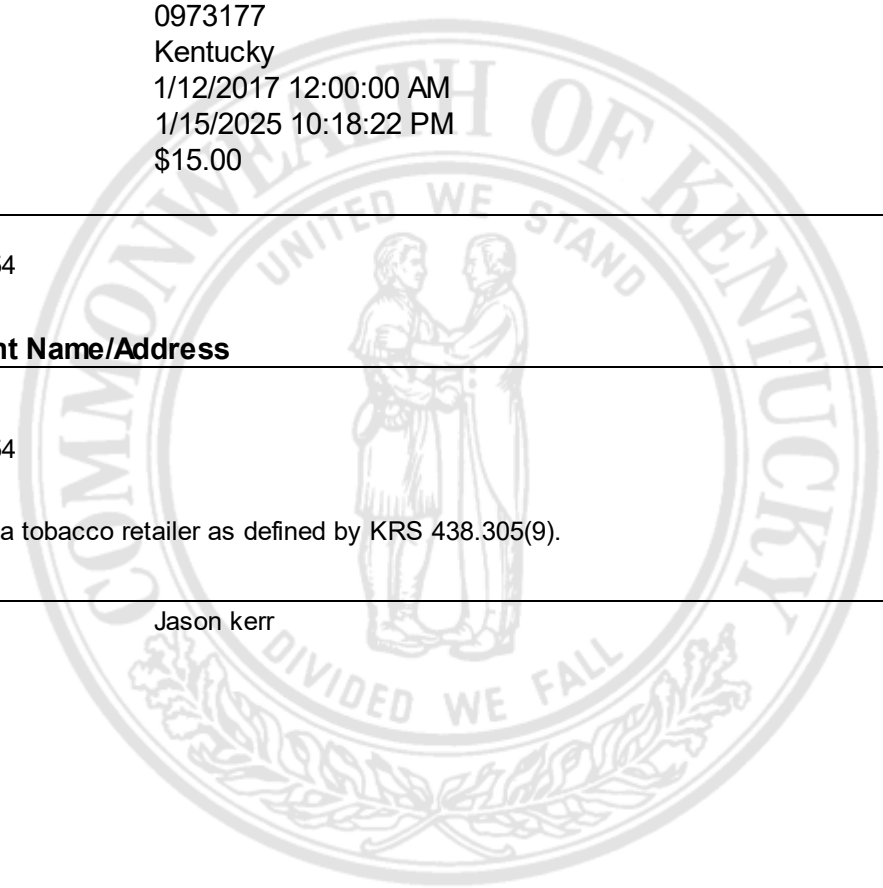 0973177
Kentucky
1/12/2017 12:00:00 AM
1/15/2025 10:18:22 PM
$15.00
4
nt Name/Address
4
a tobacco retailer as defined by KRS 438.305(9).
Jason kerr
COMMONWEALTH OF KENTUCKY
UNITED WE STAND
DIVIDED WE FALL